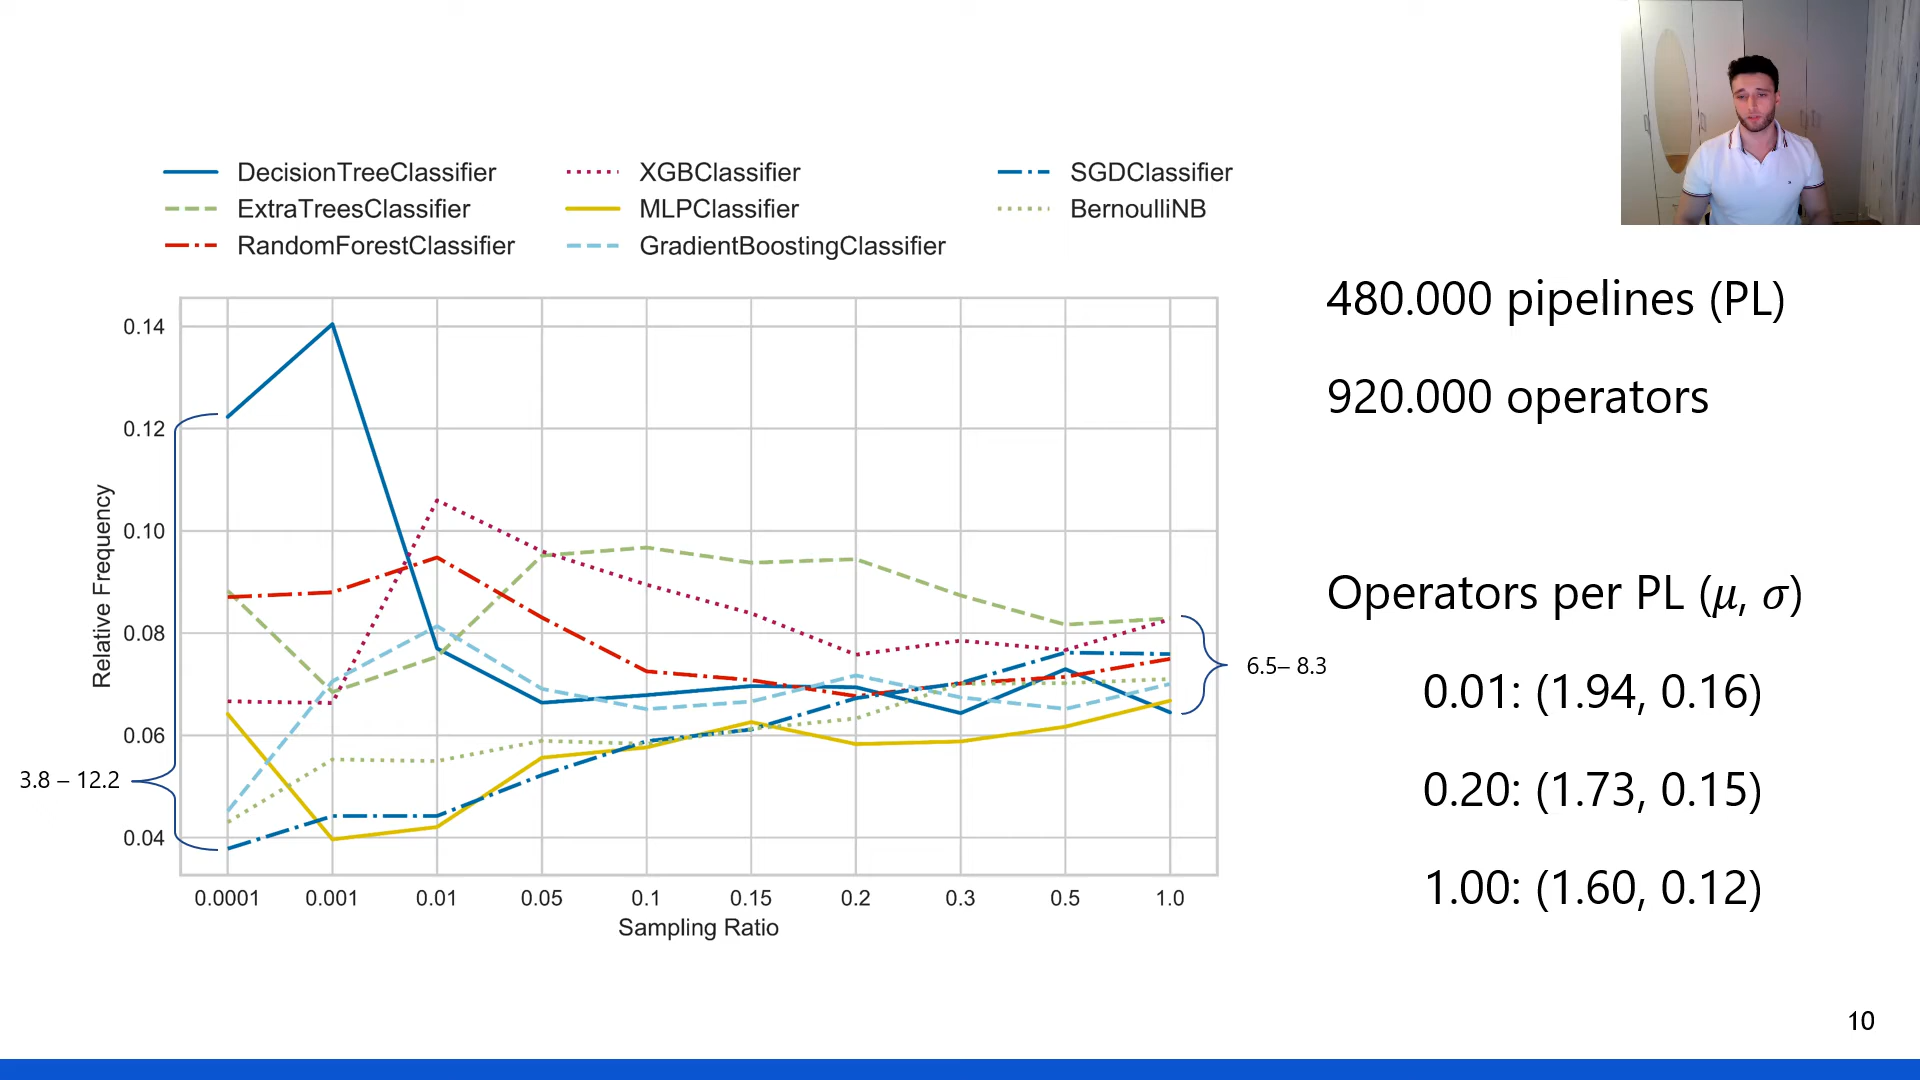 DecisionTreeClassifier XGBClassifier SGDClassifier
ExtraTreesClassifier MLPClassifier BernoulliNB
RandomForestClassifier GradientBoostingClassifier
0.14
0.12
0.10
0.08
0.06
0.04
Relative Frequency
3.8 – 12.2
6.5– 8.3
0.0001 0.001 0.01 0.05 0.1 0.15 0.2 0.3 0.5 1.0
Sampling Ratio
480.000 pipelines (PL)
920.000 operators
Operators per PL (μ, σ)
0.01: (1.94, 0.16)
0.20: (1.73, 0.15)
1.00: (1.60, 0.12)
10